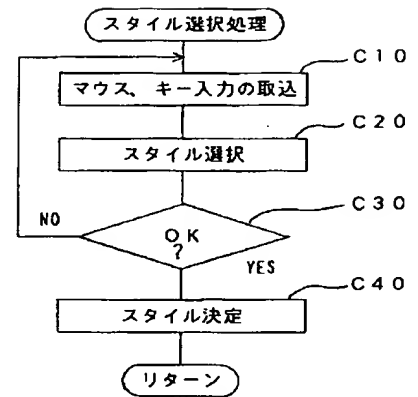 スタイル選択処理
C10
マウス、キー入力の取込
C20
スタイル選択
C30
NO
OK
?
YES
C40
スタイル決定
リターン